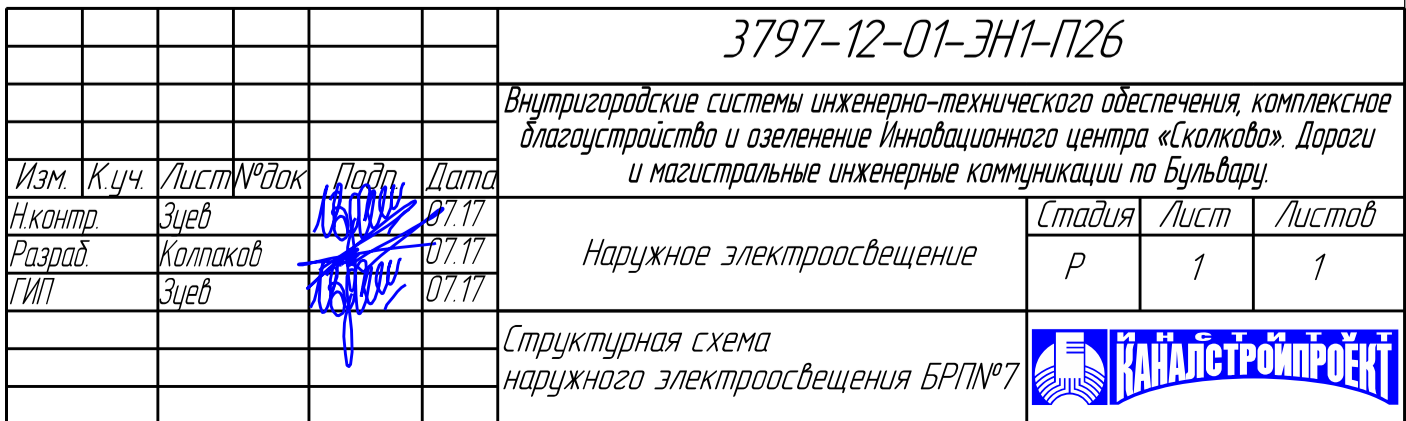 3797-12-01-ЭН1-П26
Внутригородские системы инженерно-технического обеспечения, комплексное
благоустройство и озеленение Инновационного центра «Сколково». Дороги
и магистральные инженерные коммуникации по Бульвару.
Изм. К.уч. Лист №док Подп. Дата
Н.контр. Зуев 07.17
Разраб. Колпаков 07.17
ГИП Зуев 07.17
Наружное электроосвещение
Стадия Лист Листов
Р 1 1
Структурная схема
наружного электроосвещения БРП№7
ИНСТИТУТ
КАНАЛСТРОЙПРОЕКТ